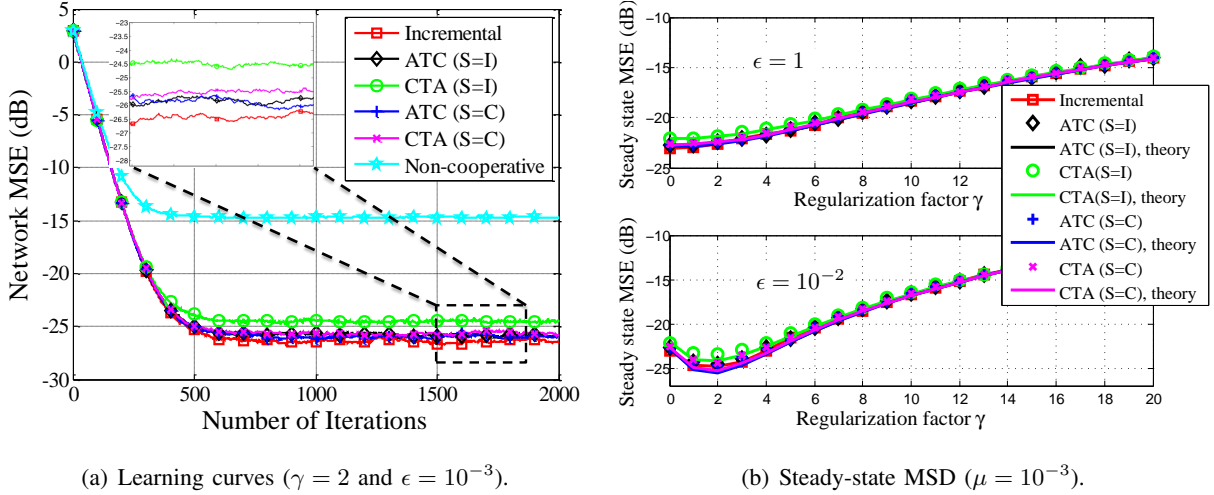 5
0
−5
−10
−15
−20
−25
−30
0
500
1000
1500
2000
Network MSE (dB)
Number of Iterations
−23
−23.5
−24
−24.5
−25
−25.5
−26
−26.5
−27
−27.5
−28
Incremental
ATC (S=I)
CTA (S=I)
ATC (S=C)
CTA (S=C)
Non-cooperative
(a) Learning curves (γ = 2 and ϵ = 10⁻³).
−10
−15
−20
−25
Steady state MSE (dB)
ϵ = 1
0 2 4 6 8 10 12
Regularization factor γ
−10
−15
−20
−25
Steady state MSE (dB)
ϵ = 10⁻²
0 2 4 6 8 10 12 14 16 18 20
Regularization factor γ
Incremental
ATC (S=I)
ATC (S=I), theory
CTA(S=I)
CTA(S=I), theory
ATC (S=C)
ATC (S=C), theory
CTA (S=C)
CTA (S=C), theory
(b) Steady-state MSD (μ = 10⁻³).